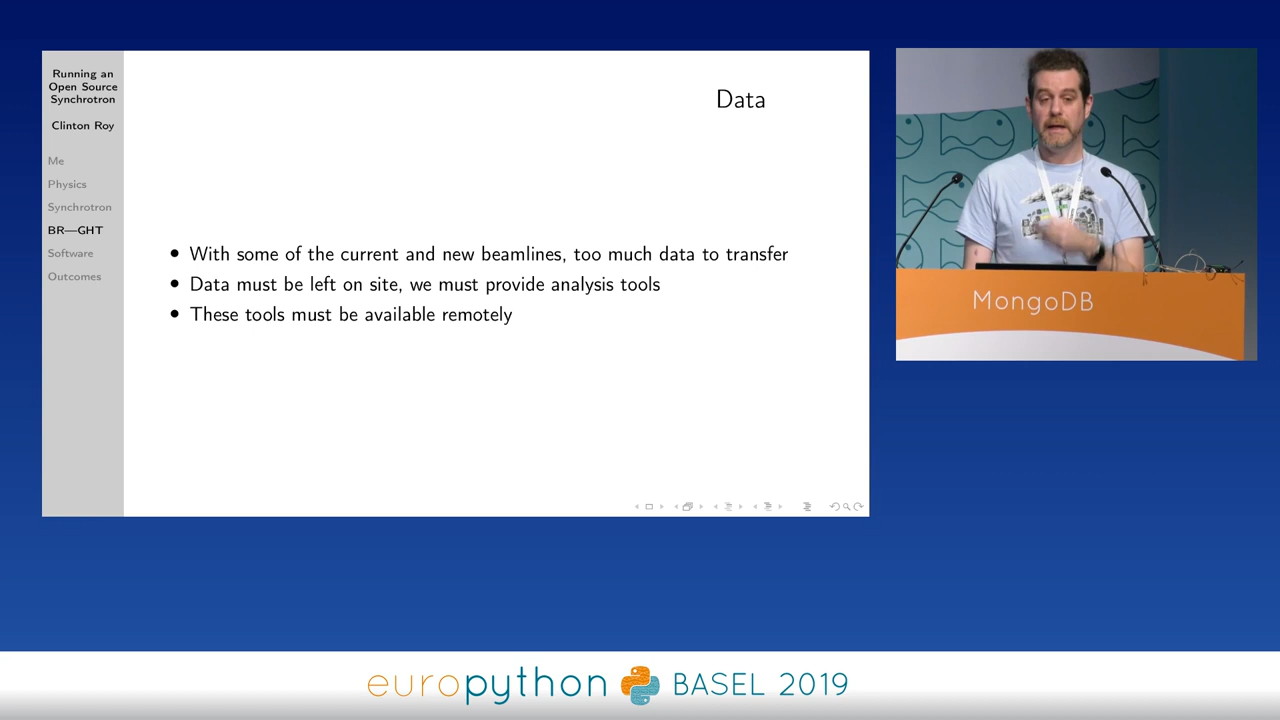 Running an
Open Source
Synchrotron
Clinton Roy
Me
Physics
Synchrotron
BR—GHT
Software
Outcomes
Data
• With some of the current and new beamlines, too much data to transfer
• Data must be left on site, we must provide analysis tools
• These tools must be available remotely
MongoDB
europython BASEL 2019